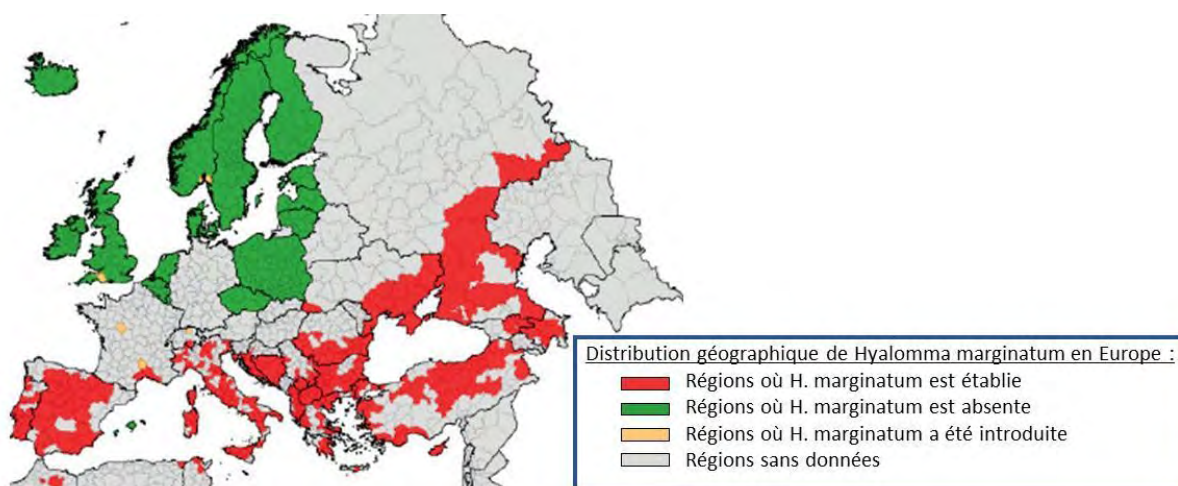 Distribution géographique de Hyalomma marginatum en Europe :
Régions où H. marginatum est établie
Régions où H. marginatum est absente
Régions où H. marginatum a été introduite
Régions sans données